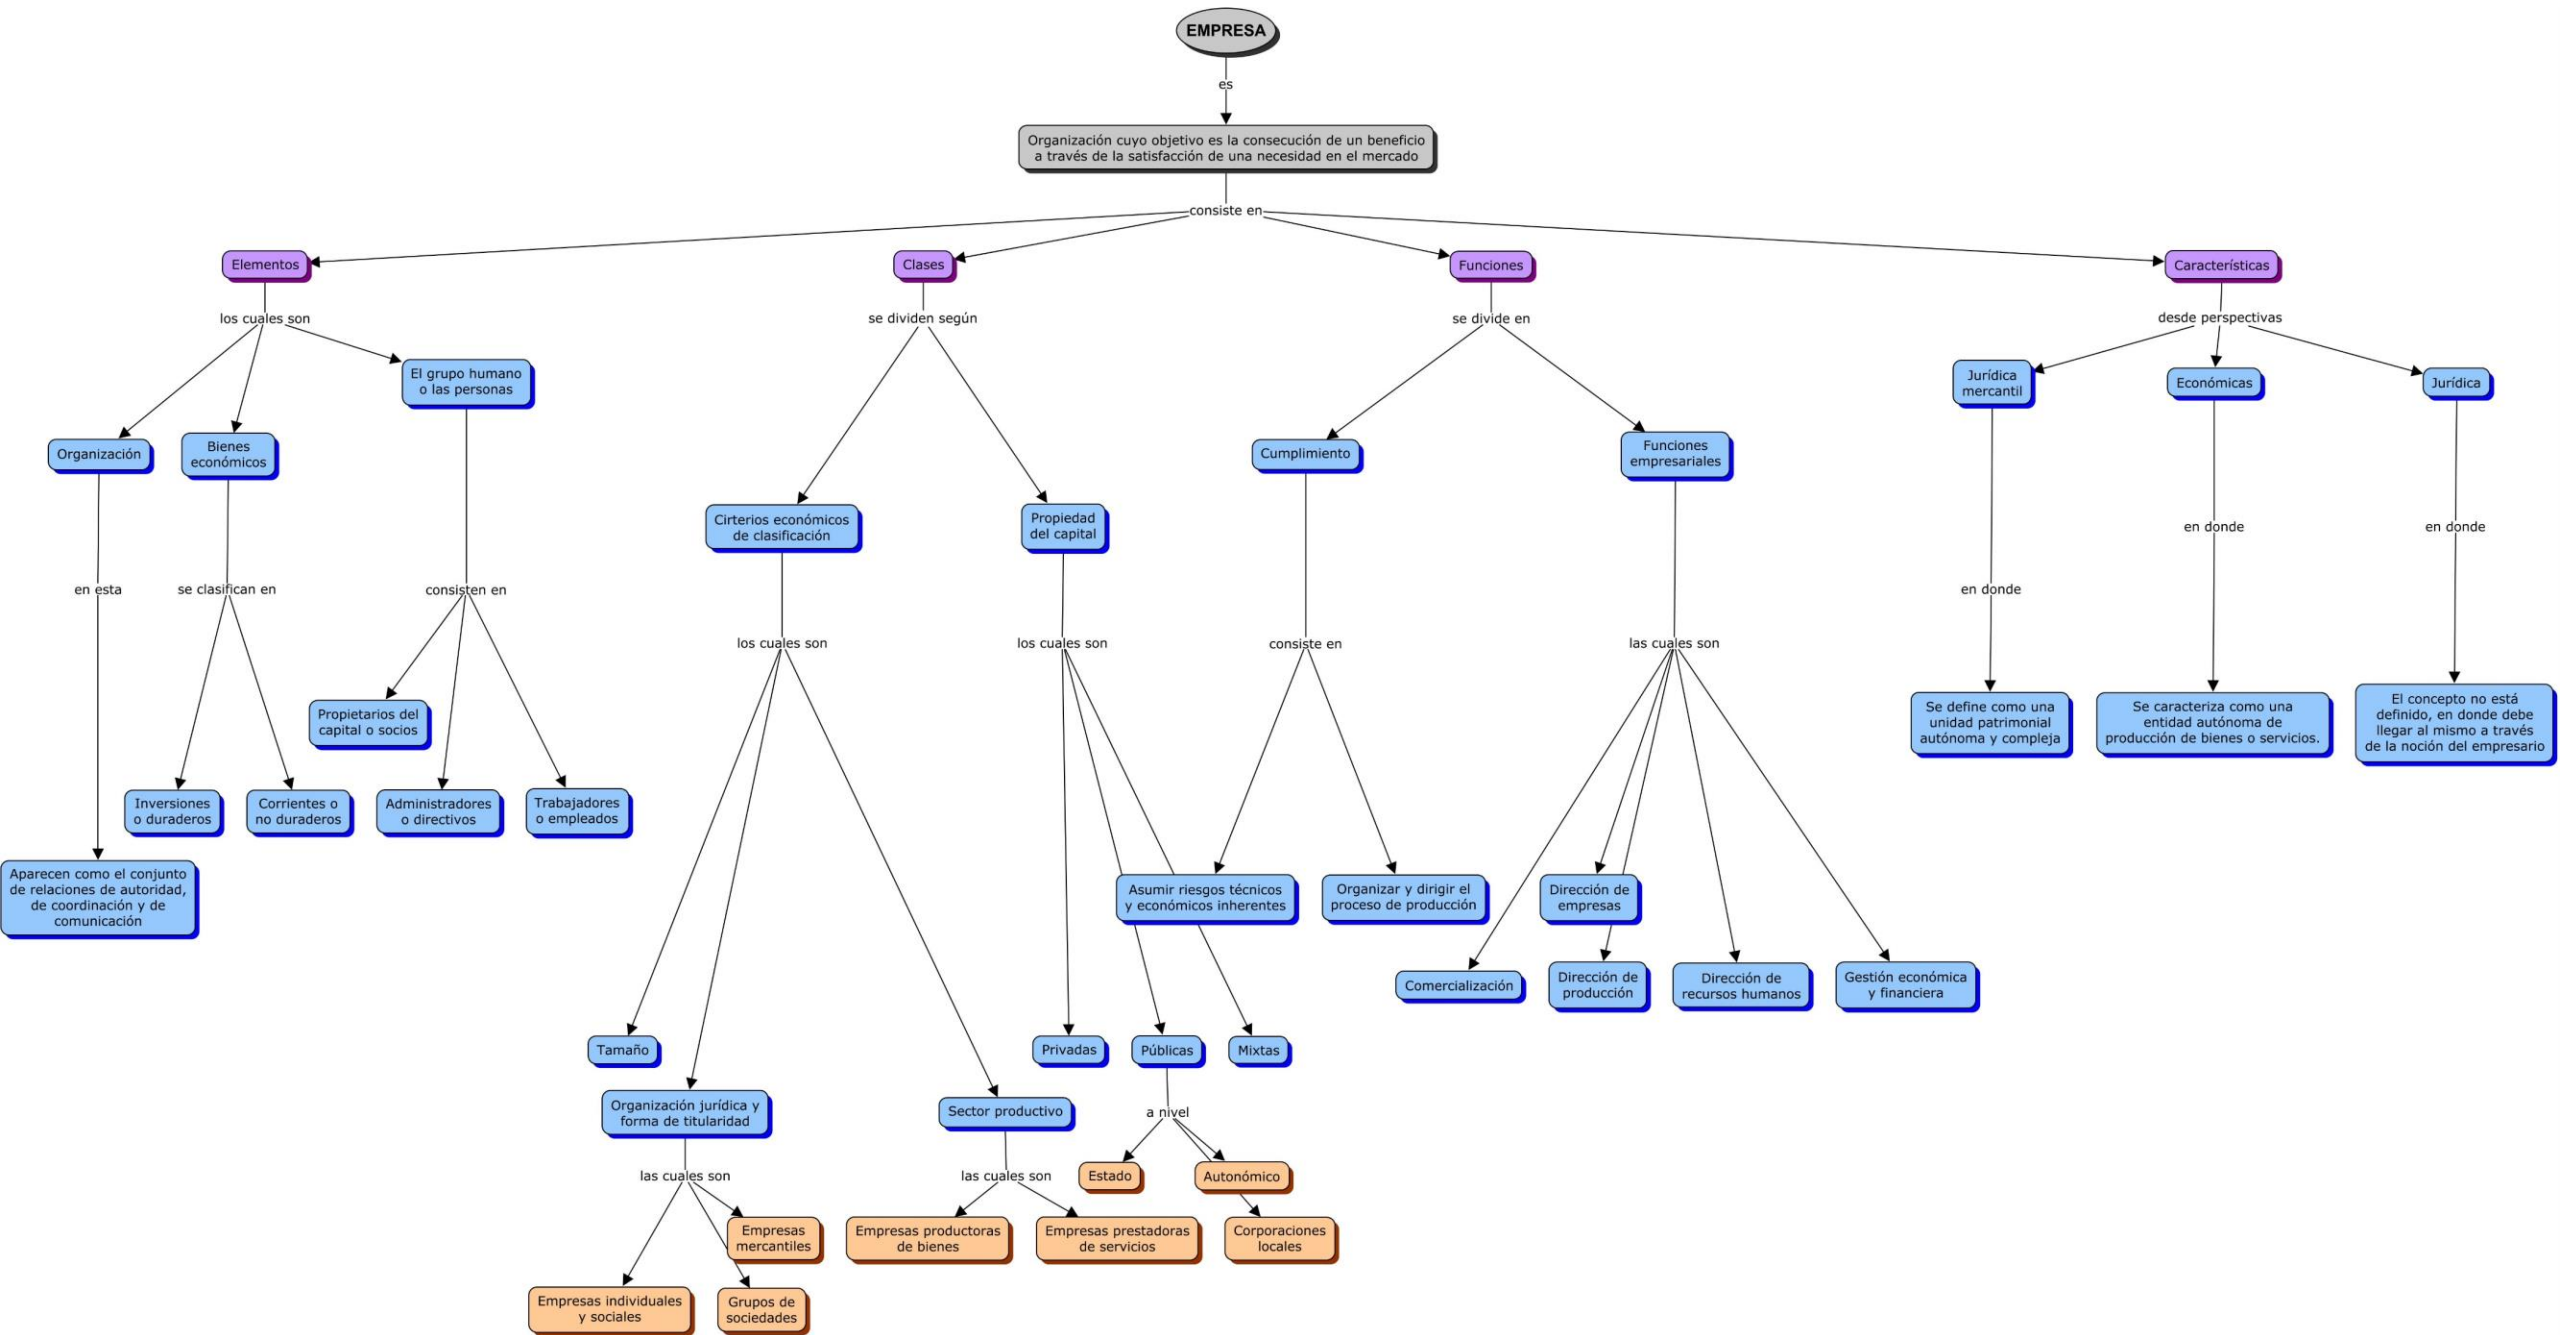 EMPRESA
es
Organización cuyo objetivo es la consecución de un beneficio
a través de la satisfacción de una necesidad en el mercado
consiste en
Elementos
Clases
Funciones
Características
los cuales son
se dividen según
se divide en
desde perspectivas
El grupo humano
o las personas
Jurídica
mercantil
Económicas
Jurídica
Organización
Bienes
económicos
Cumplimiento
Funciones
empresariales
Cirterios económicos
de clasificación
Propiedad
del capital
en donde
en donde
en esta
se clasifican en
consisten en
en donde
los cuales son
los cuales son
consiste en
las cuales son
Propietarios del
capital o socios
Se define como una
unidad patrimonial
autónoma y compleja
Se caracteriza como una
entidad autónoma de
producción de bienes o servicios.
El concepto no está
definido, en donde debe
llegar al mismo a través
de la noción del empresario
Inversiones
o duraderos
Corrientes o
no duraderos
Administradores
o directivos
Trabajadores
o empleados
Aparecen como el conjunto
de relaciones de autoridad,
de coordinación y de
comunicación
Asumir riesgos técnicos
y económicos inherentes
Organizar y dirigir el
proceso de producción
Dirección de
empresas
Comercialización
Dirección de
producción
Dirección de
recursos humanos
Gestión económica
y financiera
Tamaño
Privadas
Públicas
Mixtas
Organización jurídica y
forma de titularidad
Sector productivo
a nivel
las cuales son
las cuales son
Estado
Autonómico
Empresas
mercantiles
Empresas productoras
de bienes
Empresas prestadoras
de servicios
Corporaciones
locales
Empresas individuales
y sociales
Grupos de
sociedades